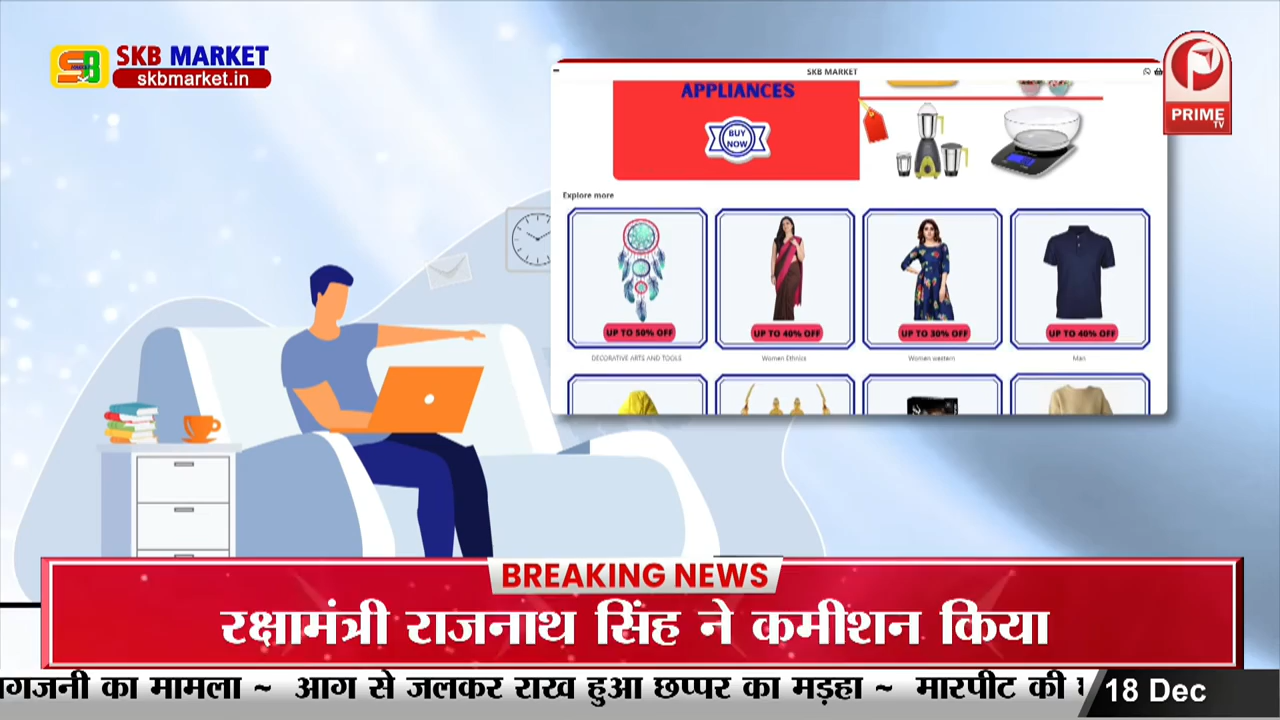 SKB MARKET
skbmarket.in
SKB MARKET
PRIME
TV
APPLIANCES
BUY
NOW
Explore more
UP TO 50% OFF
UP TO 40% OFF
UP TO 30% OFF
UP TO 40% OFF
DECORATIVE ARTS AND TOOLS
Women Ethnics
Women western
Man
BREAKING NEWS
रक्षामंत्री राजनाथ सिंह ने कमीशन किया
का मामला ~ आग से जलकर राख हुआ छप्पर का मड़हा ~ मारपीट की
18 Dec